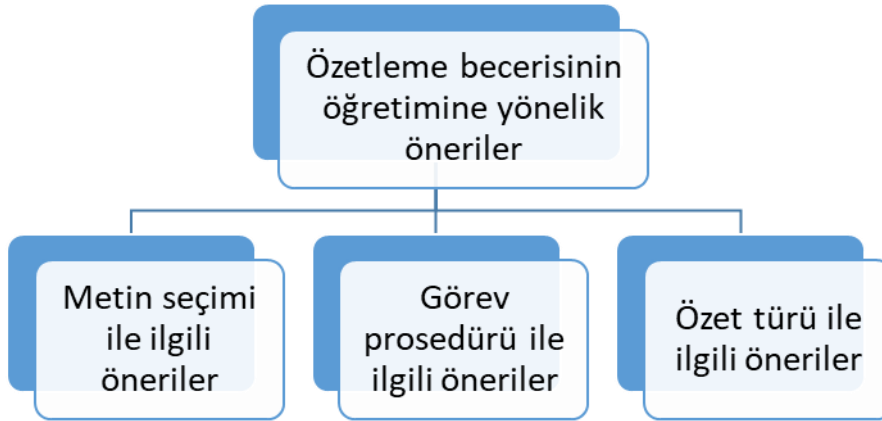 Özetleme becerisinin
öğretimine yönelik
öneriler
Metin seçimi
ile ilgili
öneriler
Görev
prosedürü ile
ilgili öneriler
Özet türü ile
ilgili öneriler